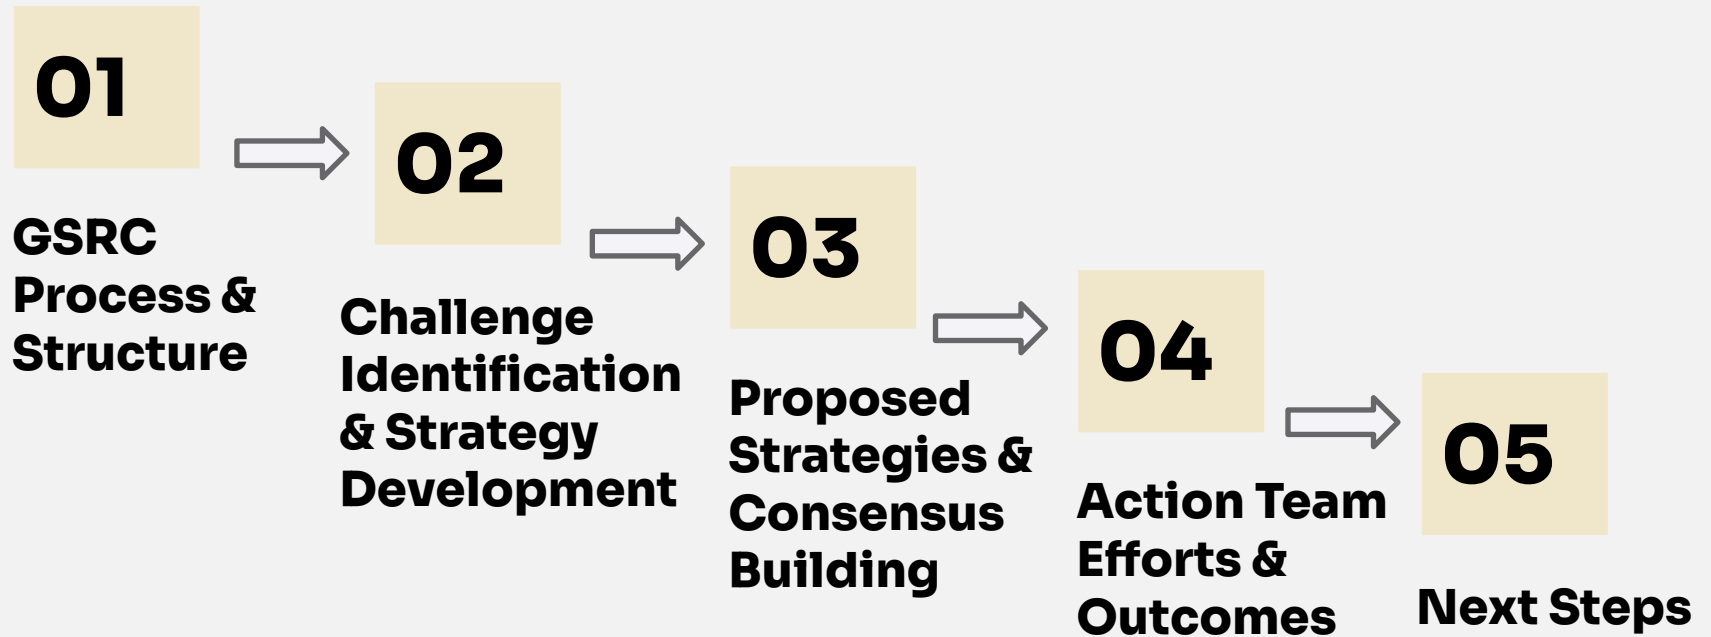 01
GSRC
Process &
Structure
02
Challenge
Identification
& Strategy
Development
03
Proposed
Strategies &
Consensus
Building
04
Action Team
Efforts &
Outcomes
05
Next Steps